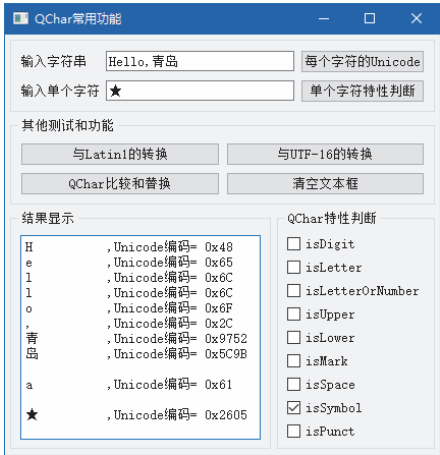 QChar常用功能
输入字符串 Hello,青岛 每个字符的Unicode
输入单个字符 ★ 单个字符特性判断
其他测试和功能
与Latin1的转换 与UTF-16的转换
QChar比较和替换 清空文本框
结果显示
H ,Unicode编码= 0x48
e ,Unicode编码= 0x65
l ,Unicode编码= 0x6C
l ,Unicode编码= 0x6C
o ,Unicode编码= 0x6F
, ,Unicode编码= 0x2C
青 ,Unicode编码= 0x9752
岛 ,Unicode编码= 0x5C9B
a ,Unicode编码= 0x61
★ ,Unicode编码= 0x2605
QChar特性判断
isDigit
isLetter
isLetterOrNumber
isUpper
isLower
isMark
isSpace
isSymbol
isPunct